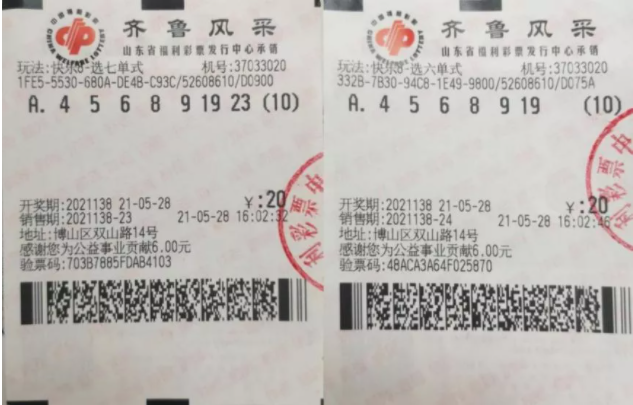 齐鲁风采
山东省福利彩票发行中心承销
玩法:快乐8-选七单式 机号:37033020
1FE5-5530-680A-DE4B-C93C/52608610/D0900
A. 4 5 6 8 9 19 23 (10)
开奖期:2021138 21-05-28 ¥:20
销售期:2021138-23 21-05-28 16:02:32
地址:博山区双山路14号
感谢您为公益事业贡献6.00元
验票码:703B7885FDAB4103
齐鲁风采
山东省福利彩票发行中心承销
玩法:快乐8-选六单式 机号:37033020
332B-7B30-94C8-1E49-9800/52608610/D075A
A. 4 5 6 8 9 19 (10)
开奖期:2021138 21-05-28 ¥:20
销售期:2021138-24 21-05-28 16:02:46
地址:博山区双山路14号
感谢您为公益事业贡献6.00元
验票码:48ACA3A64F025870